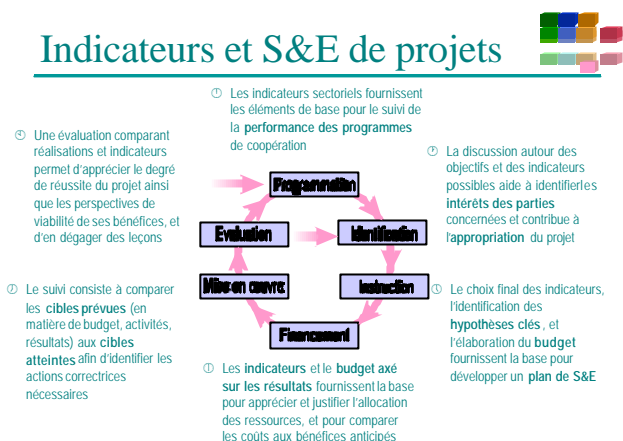 Indicateurs et S&E de projets
Les indicateurs sectoriels fournissent
les éléments de base pour le suivi de
la performance des programmes
de coopération
Une évaluation comparant
réalisations et indicateurs
permet d'apprécier le degré
de réussite du projet ainsi
que les perspectives de
viabilité de ses bénéfices, et
d'en dégager des leçons
La discussion autour des
objectifs et des indicateurs
possibles aide à identifierles
intérêts des parties
concernées et contribue à
l'appropriation du projet
Programmation
Evaluation
Identification
Mise en œuvre
Instruction
Financement
Le suivi consiste à comparer
les cibles prévues (en
matière de budget, activités,
résultats) aux cibles
atteintes afin d'identifier les
actions correctrices
nécessaires
Le choix final des indicateurs,
l'identification des
hypothèses clés, et
l'élaboration du budget
fournissent la base pour
développer un plan de S&E
Les indicateurs et le budget axé
sur les résultats fournissent la base
pour apprécier et justifier l'allocation
des ressources, et pour comparer
les coûts aux bénéfices anticipés